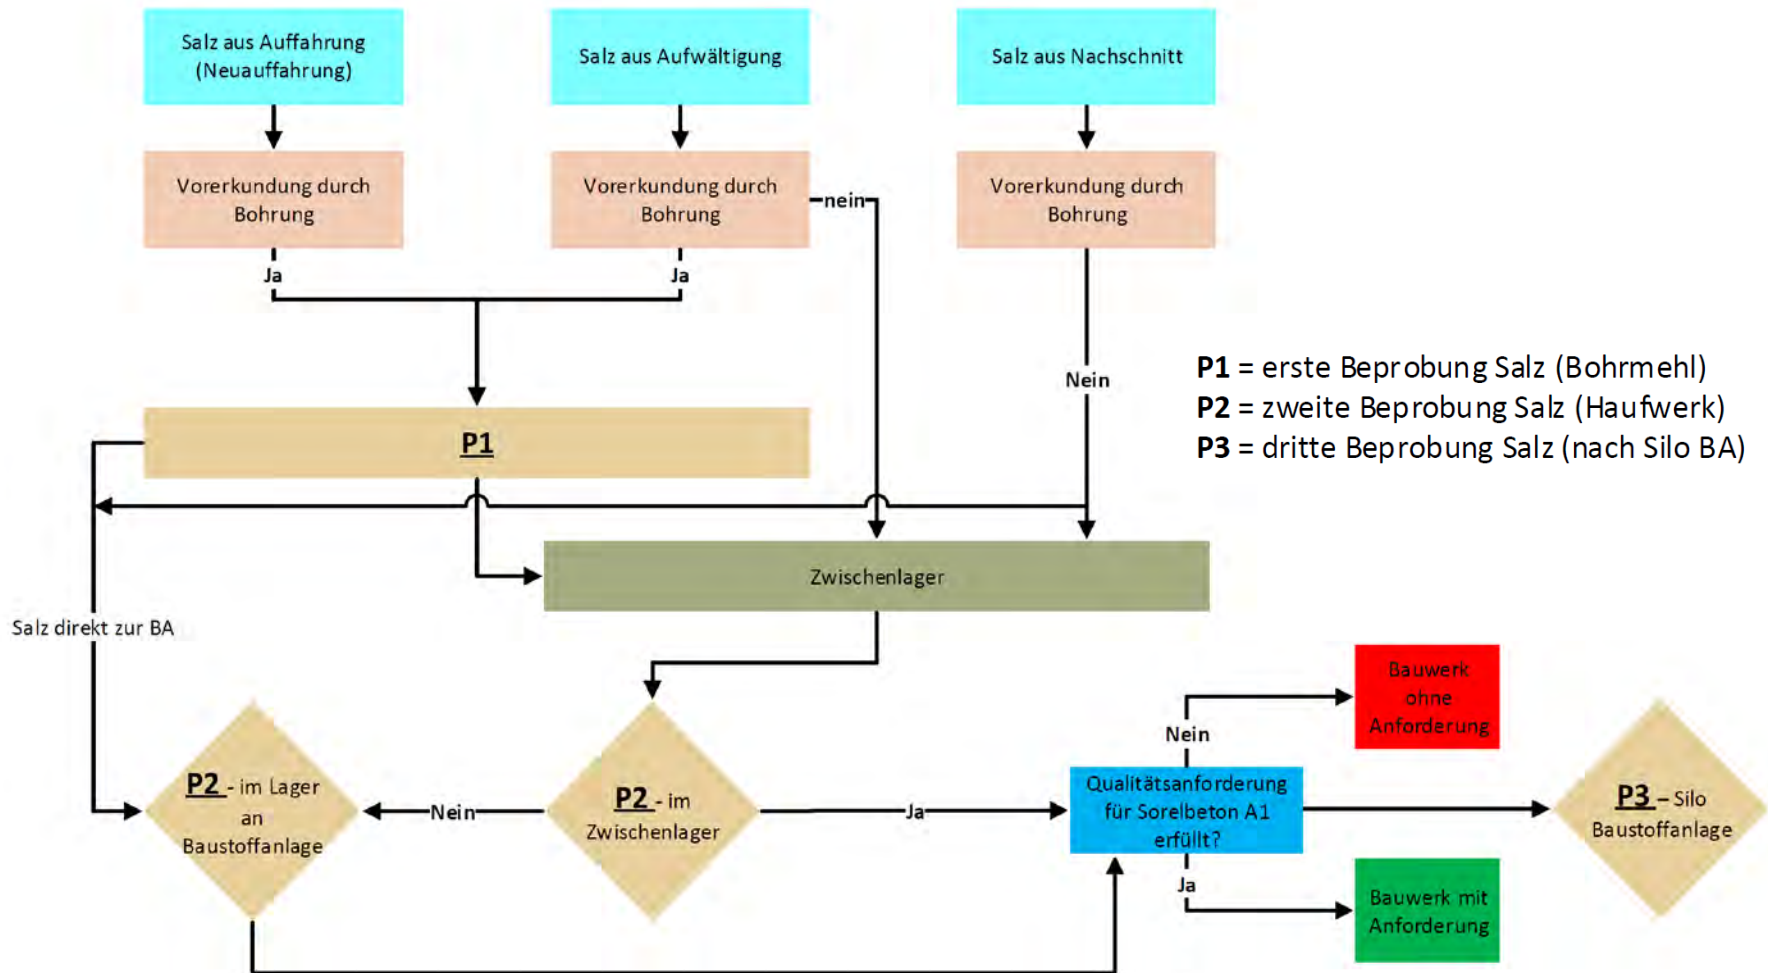 Salz aus Auffahrung
(Neuauffahrung)
Salz aus Aufwältigung
Salz aus Nachschnitt
Vorerkundung durch
Bohrung
Vorerkundung durch
Bohrung
nein
Vorerkundung durch
Bohrung
Ja
Ja
Nein
P1 = erste Beprobung Salz (Bohrmehl)
P2 = zweite Beprobung Salz (Haufwerk)
P3 = dritte Beprobung Salz (nach Silo BA)
P1
Zwischenlager
Salz direkt zur BA
P2 - im Lager
an
Baustoffanlage
Nein
P2 - im
Zwischenlager
Ja
Qualitätsanforderung
für Sorelbeton A1
erfüllt?
Nein
Bauwerk
ohne
Anforderung
Ja
Bauwerk mit
Anforderung
P3 – Silo
Baustoffanlage